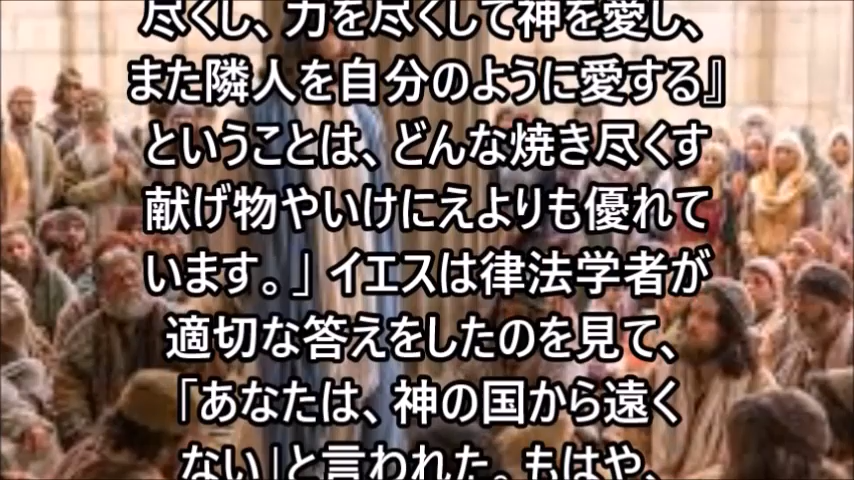 尽くし、力を尽くして神を愛し、
また隣人を自分のように愛する』
ということは、どんな焼き尽くす
献げ物やいけにえよりも優れて
います。」イエスは律法学者が
適切な答えをしたのを見て、
「あなたは、神の国から遠く
ない」と言われた。もはや、